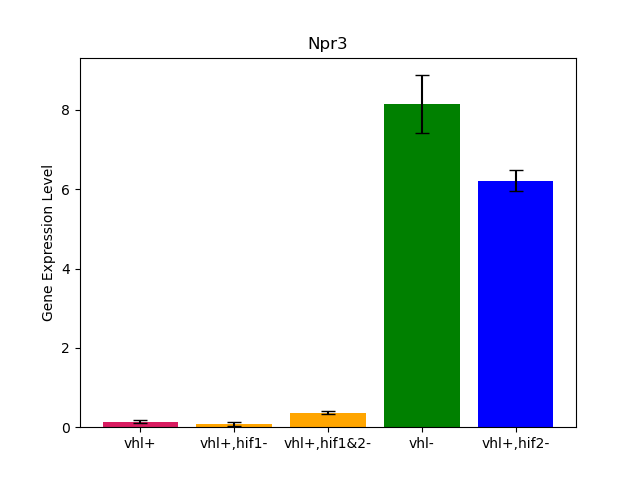 Npr3
Gene Expression Level
8
6
4
2
0
vhl+
vhl+,hif1-
vhl+,hif1&2-
vhl-
vhl+,hif2-